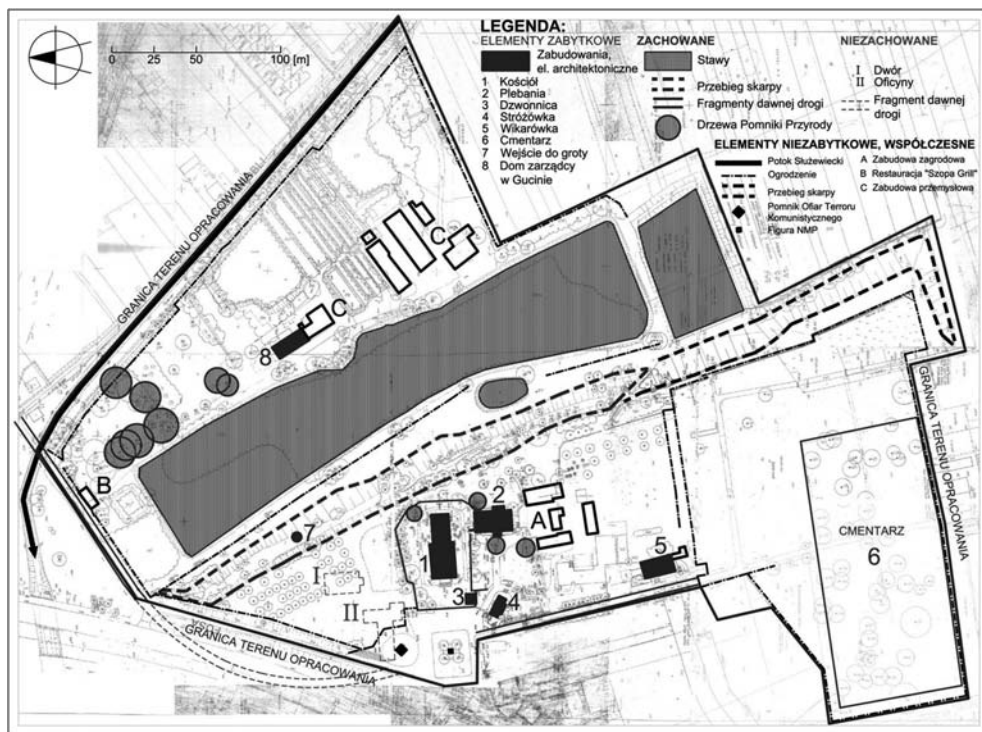 LEGENDA:
ELEMENTY ZABYTKOWE
Zabudowania,
el. architektoniczne
1 Kościół
2 Plebania
3 Dzwonnica
4 Stróżówka
5 Wikarówka
6 Cmentarz
7 Wejście do groty
8 Dom zarządcy
w Gucinie
ZACHOWANE
Stawy
Przebieg skarpy
Fragmenty dawnej drogi
Drzewa Pomniki Przyrody
NIEZACHOWANE
I Dwór
II Oficyny
Fragment dawnej
drogi
ELEMENTY NIEZABYTKOWE, WSPÓŁCZESNE
Potok Służewiecki
Ogrodzenie
Przebieg skarpy
Pomnik Ofiar Terroru
Komunistycznego
Figura NMP
A Zabudowa zagrodowa
B Restauracja "Szopa Grill"
C Zabudowa przemysłowa
0 50 100 [m]
GRANICA TERENU OPRACOWANIA
C
C
8
B
7
2
A
1
I
II
3
4
5
CMENTARZ
6
GRANICA TERENU OPRACOWANIA
GRANICA TERENU OPRACOWANIA